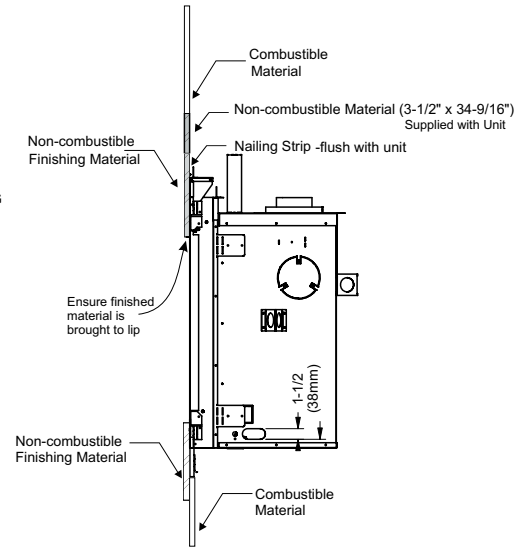 Combustible
Material
Non-combustible Material (3-1/2" x 34-9/16")
Supplied with Unit
Non-combustible
Finishing Material
Nailing Strip -flush with unit
Ensure finished
material is
brought to lip
1-1/2
(38mm)
Non-combustible
Finishing Material
Combustible
Material